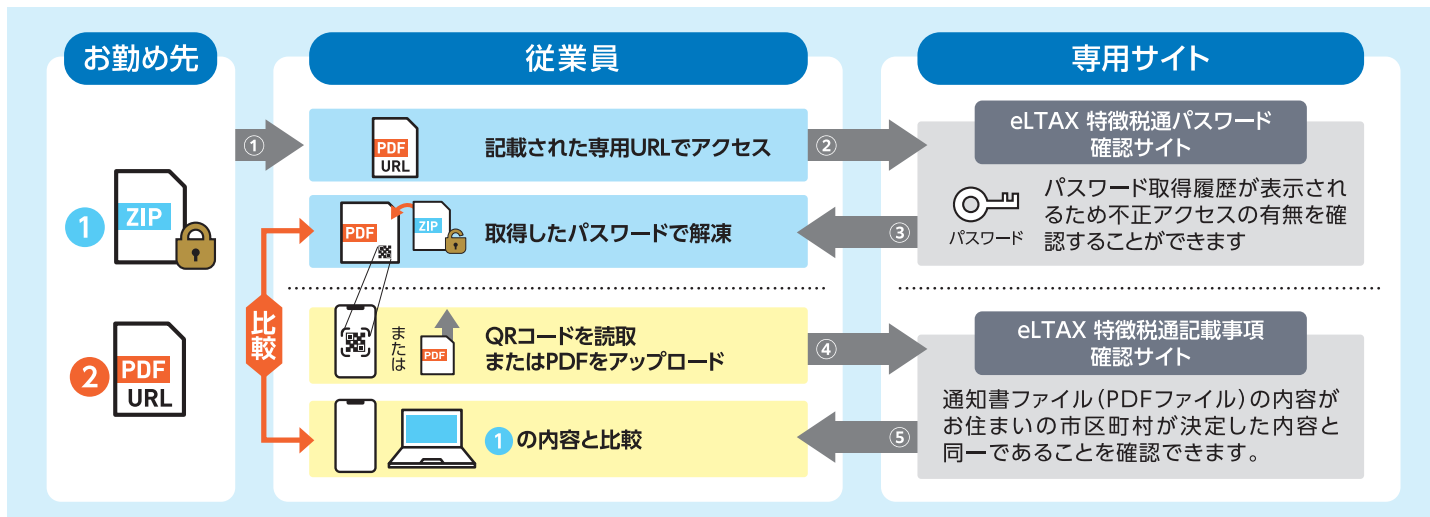 お勤め先
1
ZIP
2
PDF
URL
従業員
①
PDF
URL
記載された専用URLでアクセス
②
PDF
ZIP
取得したパスワードで解凍
③
比較
または
PDF
QRコードを読取
またはPDFをアップロード
④
1の内容と比較
⑤
専用サイト
eLTAX 特徴税通パスワード
確認サイト
パスワード
パスワード取得履歴が表示され
るため不正アクセスの有無を確
認することができます
eLTAX 特徴税通記載事項
確認サイト
通知書ファイル(PDFファイル)の内容が
お住まいの市区町村が決定した内容と
同一であることを確認できます。